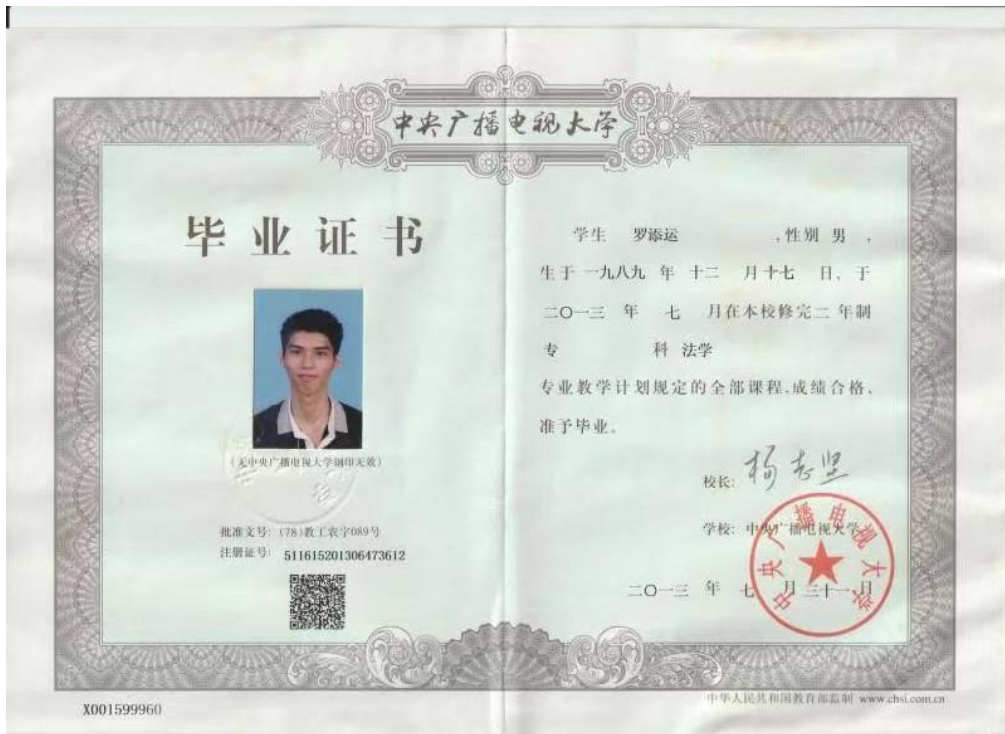 中央广播电视大学
毕业证书
(无中央广播电视大学钢印无效)
批准文号: (78)教工农字089号
注册证号: 511615201306473612
X001599960
学生 罗添运 ,性别 男 ,
生于 一九八九 年 十二 月 十七 日、于
二〇一三 年 七 月在本校修完 二 年制
专 科 法学
专业教学计划规定的全部课程,成绩合格、
准予毕业。
校长: 杨志坚
学校: 中央广播电视大学
中央广播电视大学
二〇一三 年 七 月 三十一 日
中华人民共和国教育部监制 www.chsi.com.cn